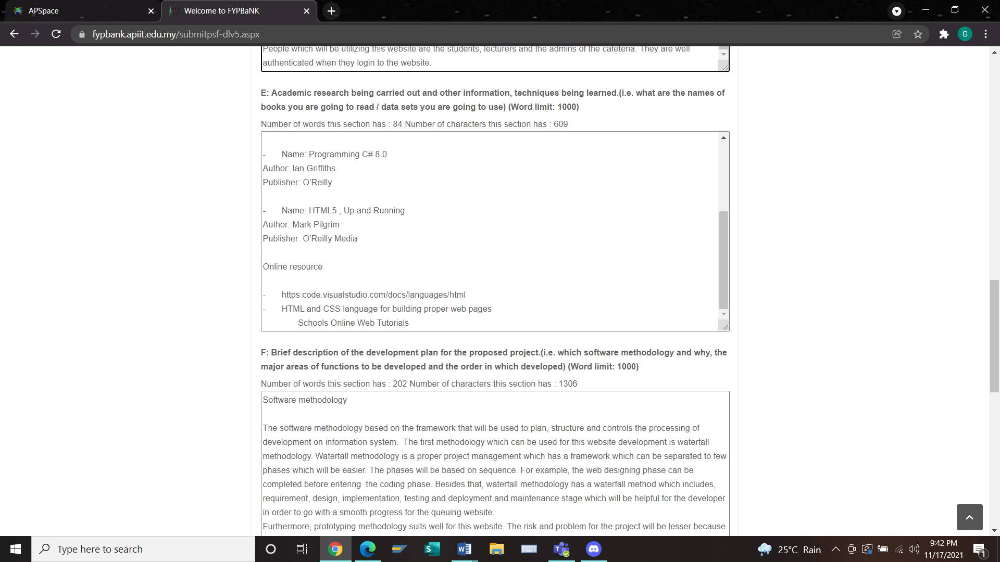 APSpace
Welcome to FYPBaNK
fypbank.apiit.edu.my/submitpsf-dlv5.aspx
G
People which will be utilizing this website are the students, lecturers and the admins of the cafeteria. They are well
authenticated when they login to the website.
E: Academic research being carried out and other information, techniques being learned.(i.e. what are the names of
books you are going to read / data sets you are going to use) (Word limit: 1000)
Number of words this section has : 84 Number of characters this section has : 609
- Name: Programming C# 8.0
Author: Ian Griffiths
Publisher: O’Reilly
- Name: HTML5 , Up and Running
Author: Mark Pilgrim
Publisher: O’Reilly Media
Online resource
- https:code.visualstudio.com/docs/languages/html
- HTML and CSS language for building proper web pages
Schools Online Web Tutorials
F: Brief description of the development plan for the proposed project.(i.e. which software methodology and why, the
major areas of functions to be developed and the order in which developed) (Word limit: 1000)
Number of words this section has : 202 Number of characters this section has : 1306
Software methodology
The software methodology based on the framework that will be used to plan, structure and controls the processing of
development on information system.  The first methodology which can be used for this website development is waterfall
methodology. Waterfall methodology is a proper project management which has a framework which can be separated to few
phases which will be easier. The phases will be based on sequence. For example, the web designing phase can be
completed before entering  the coding phase. Besides that, waterfall methodology has a waterfall method which includes,
requirement, design, implementation, testing and deployment and maintenance stage which will be helpful for the developer
in order to go with a smooth progress for the queuing website.
Furthermore, prototyping methodology suits well for this website. The risk and problem for the project will be lesser because
Type here to search
25°C Rain
9:42 PM
11/17/2021
1